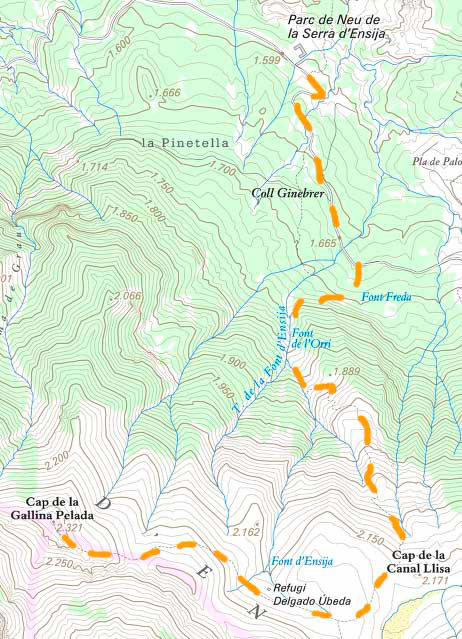 Parc de Neu de
la Serra d'Ensija
1.600
1.599
1.666
la Pinetella
1.714
1.700
Pla de Palo
1.750
1.800
1.850
Coll Ginebrer
1.665
2.066
Font Freda
Font
de l'Orri
T. de la Font d'Ensija
1.900
1.889
1.950
2.200
Cap de la
Gallina Pelada
2.321
2.250
D'EN
2.162
2.150
Cap de la
Canal Llisa
2.171
Font d'Ensija
Refugi
Delgado Úbeda